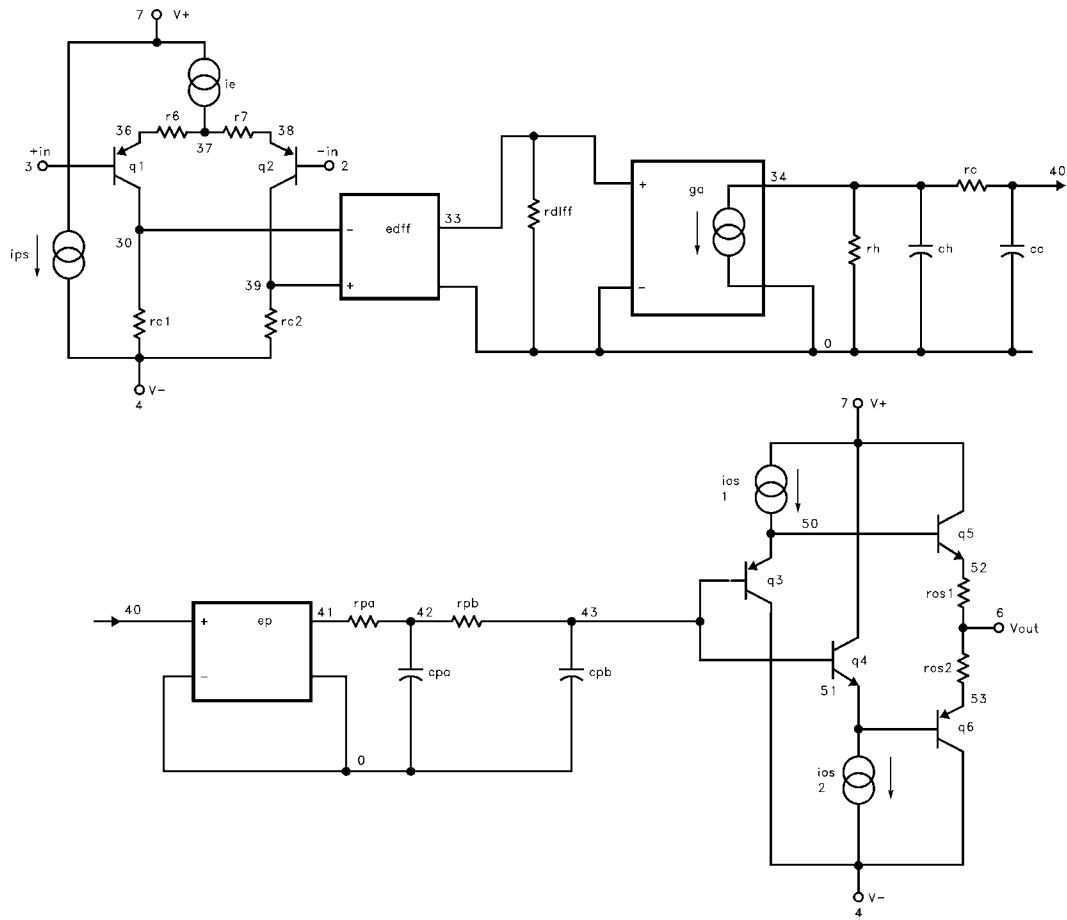 7 V+
ie
r6 r7
36 38
37
+in
3
q1 q2
-in
2
30
ips
39
rc1 rc2
V-
4
- edff
+
33
rdiff
+ ga
-
34
rc
40
rh ch cc
0
7 V+
ios
1
50
q5
q3
52
ros1
6
Vout
40
+ ep
-
41
rpa
42
rpb
43
cpa cpb
0
q4
51
ros2
53
q6
ios
2
V-
4